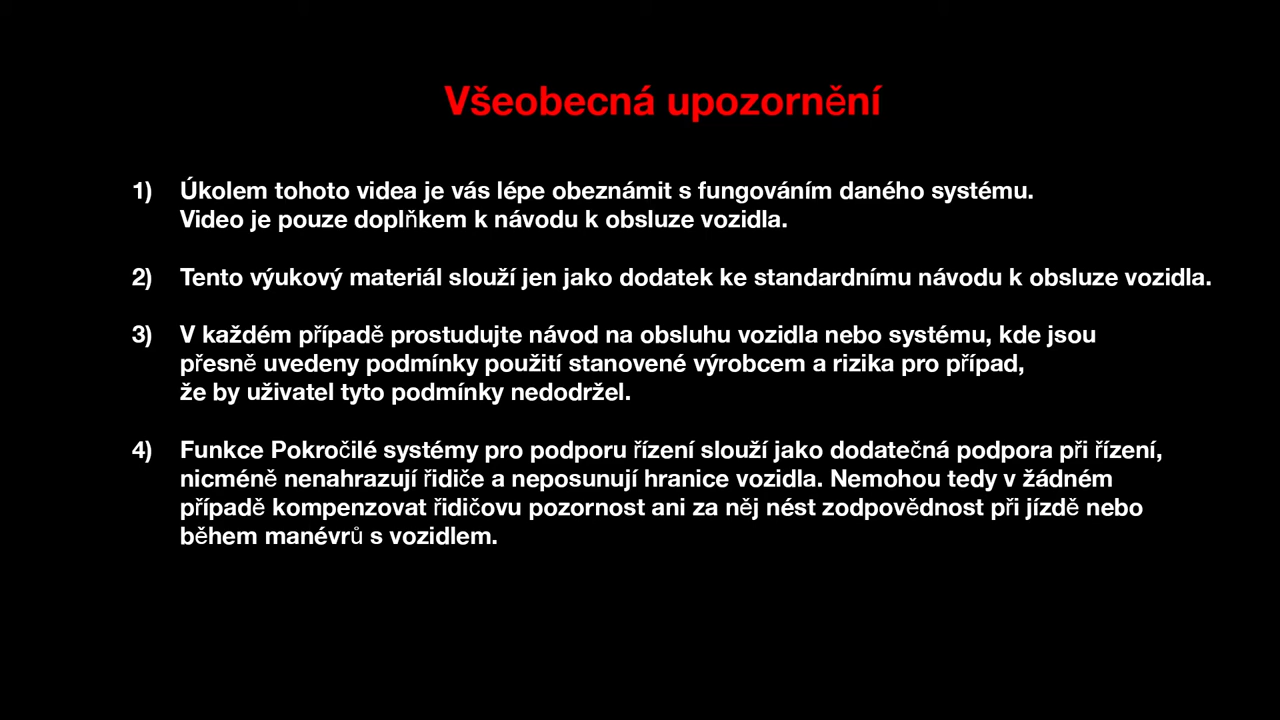 Všeobecná upozornění
1) Úkolem tohoto videa je vás lépe obeznámit s fungováním daného systému.
Video je pouze doplňkem k návodu k obsluze vozidla.
2) Tento výukový materiál slouží jen jako dodatek ke standardnímu návodu k obsluze vozidla.
3) V každém případě prostudujte návod na obsluhu vozidla nebo systému, kde jsou
přesně uvedeny podmínky použití stanovené výrobcem a rizika pro případ,
že by uživatel tyto podmínky nedodržel.
4) Funkce Pokročilé systémy pro podporu řízení slouží jako dodatečná podpora při řízení,
nicméně nenahrazují řidiče a neposunují hranice vozidla. Nemohou tedy v žádném
případě kompenzovat řidičovu pozornost ani za něj nést zodpovědnost při jízdě nebo
během manévrů s vozidlem.